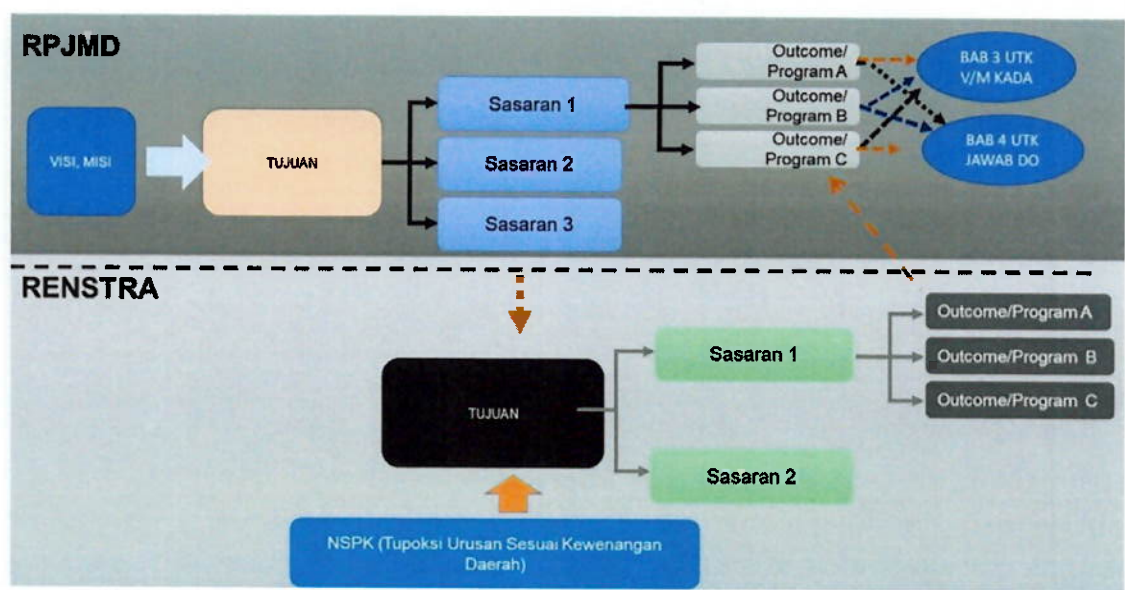 RPJMD
VISI, MISI
TUJUAN
Sasaran 1
Sasaran 2
Sasaran 3
Outcome/
Program A
Outcome/
Program B
Outcome/
Program C
BAB 3 UTK
V/M KADA
BAB 4 UTK
JAWAB DO
RENSTRA
TUJUAN
Sasaran 1
Sasaran 2
Outcome/Program A
Outcome/Program B
Outcome/Program C
NSPK (Tupoksi Urusan Sesuai Kewenangan
Daerah)